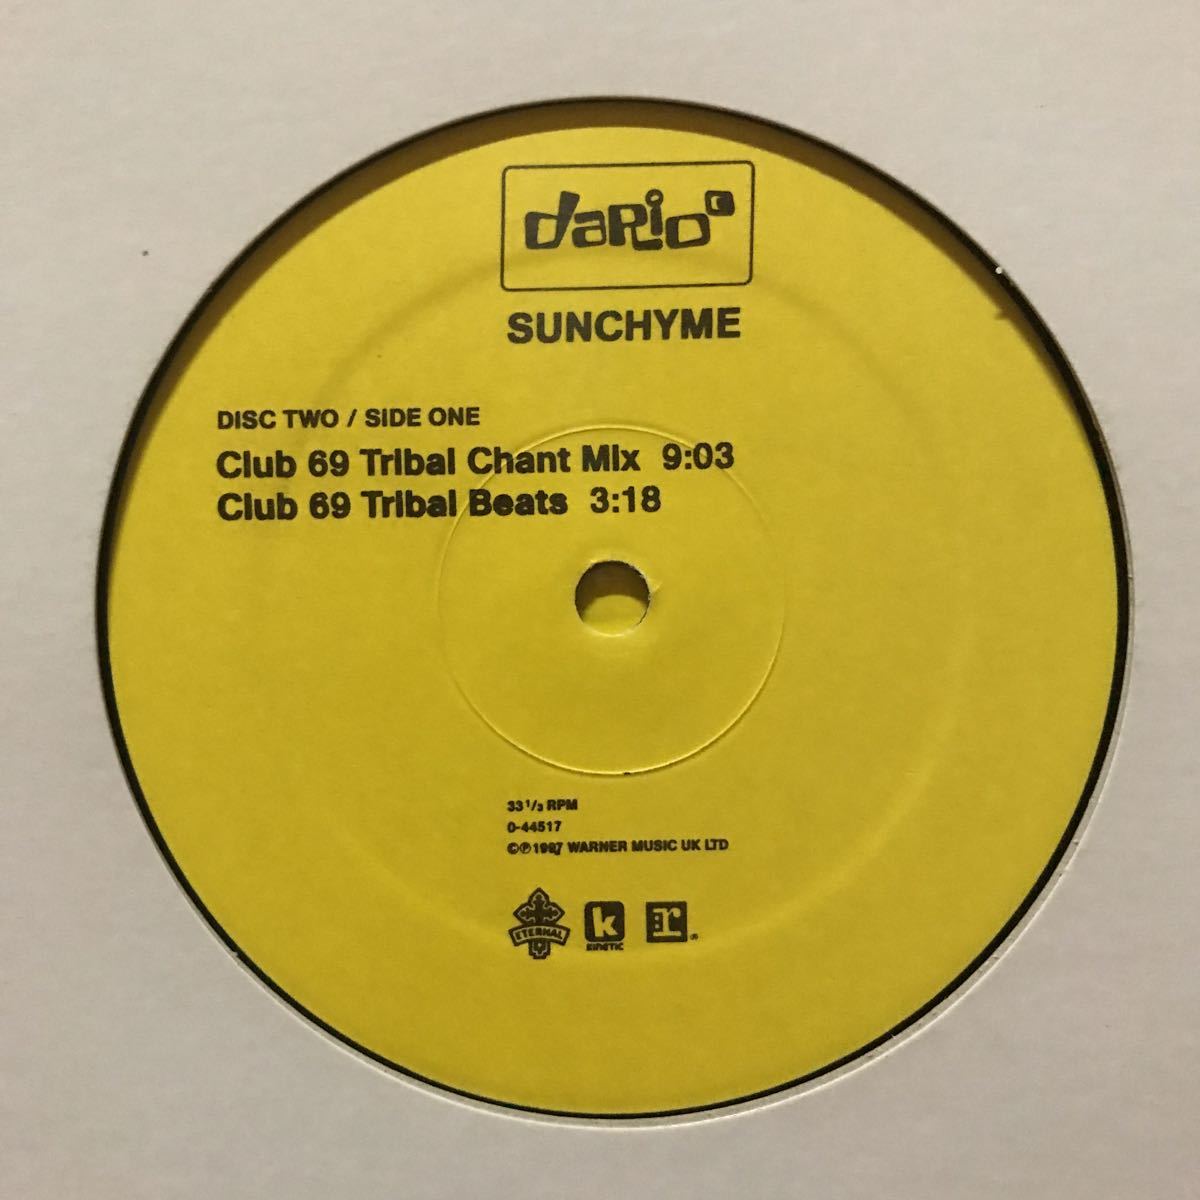 daRio G
SUNCHYME
DISC TWO / SIDE ONE
Club 69 Tribal Chant Mix 9:03
Club 69 Tribal Beats 3:18
33 1/3 RPM
0-44517
©℗1997 WARNER MUSIC UK LTD
ETERNAL
k
KINETIC
r ®